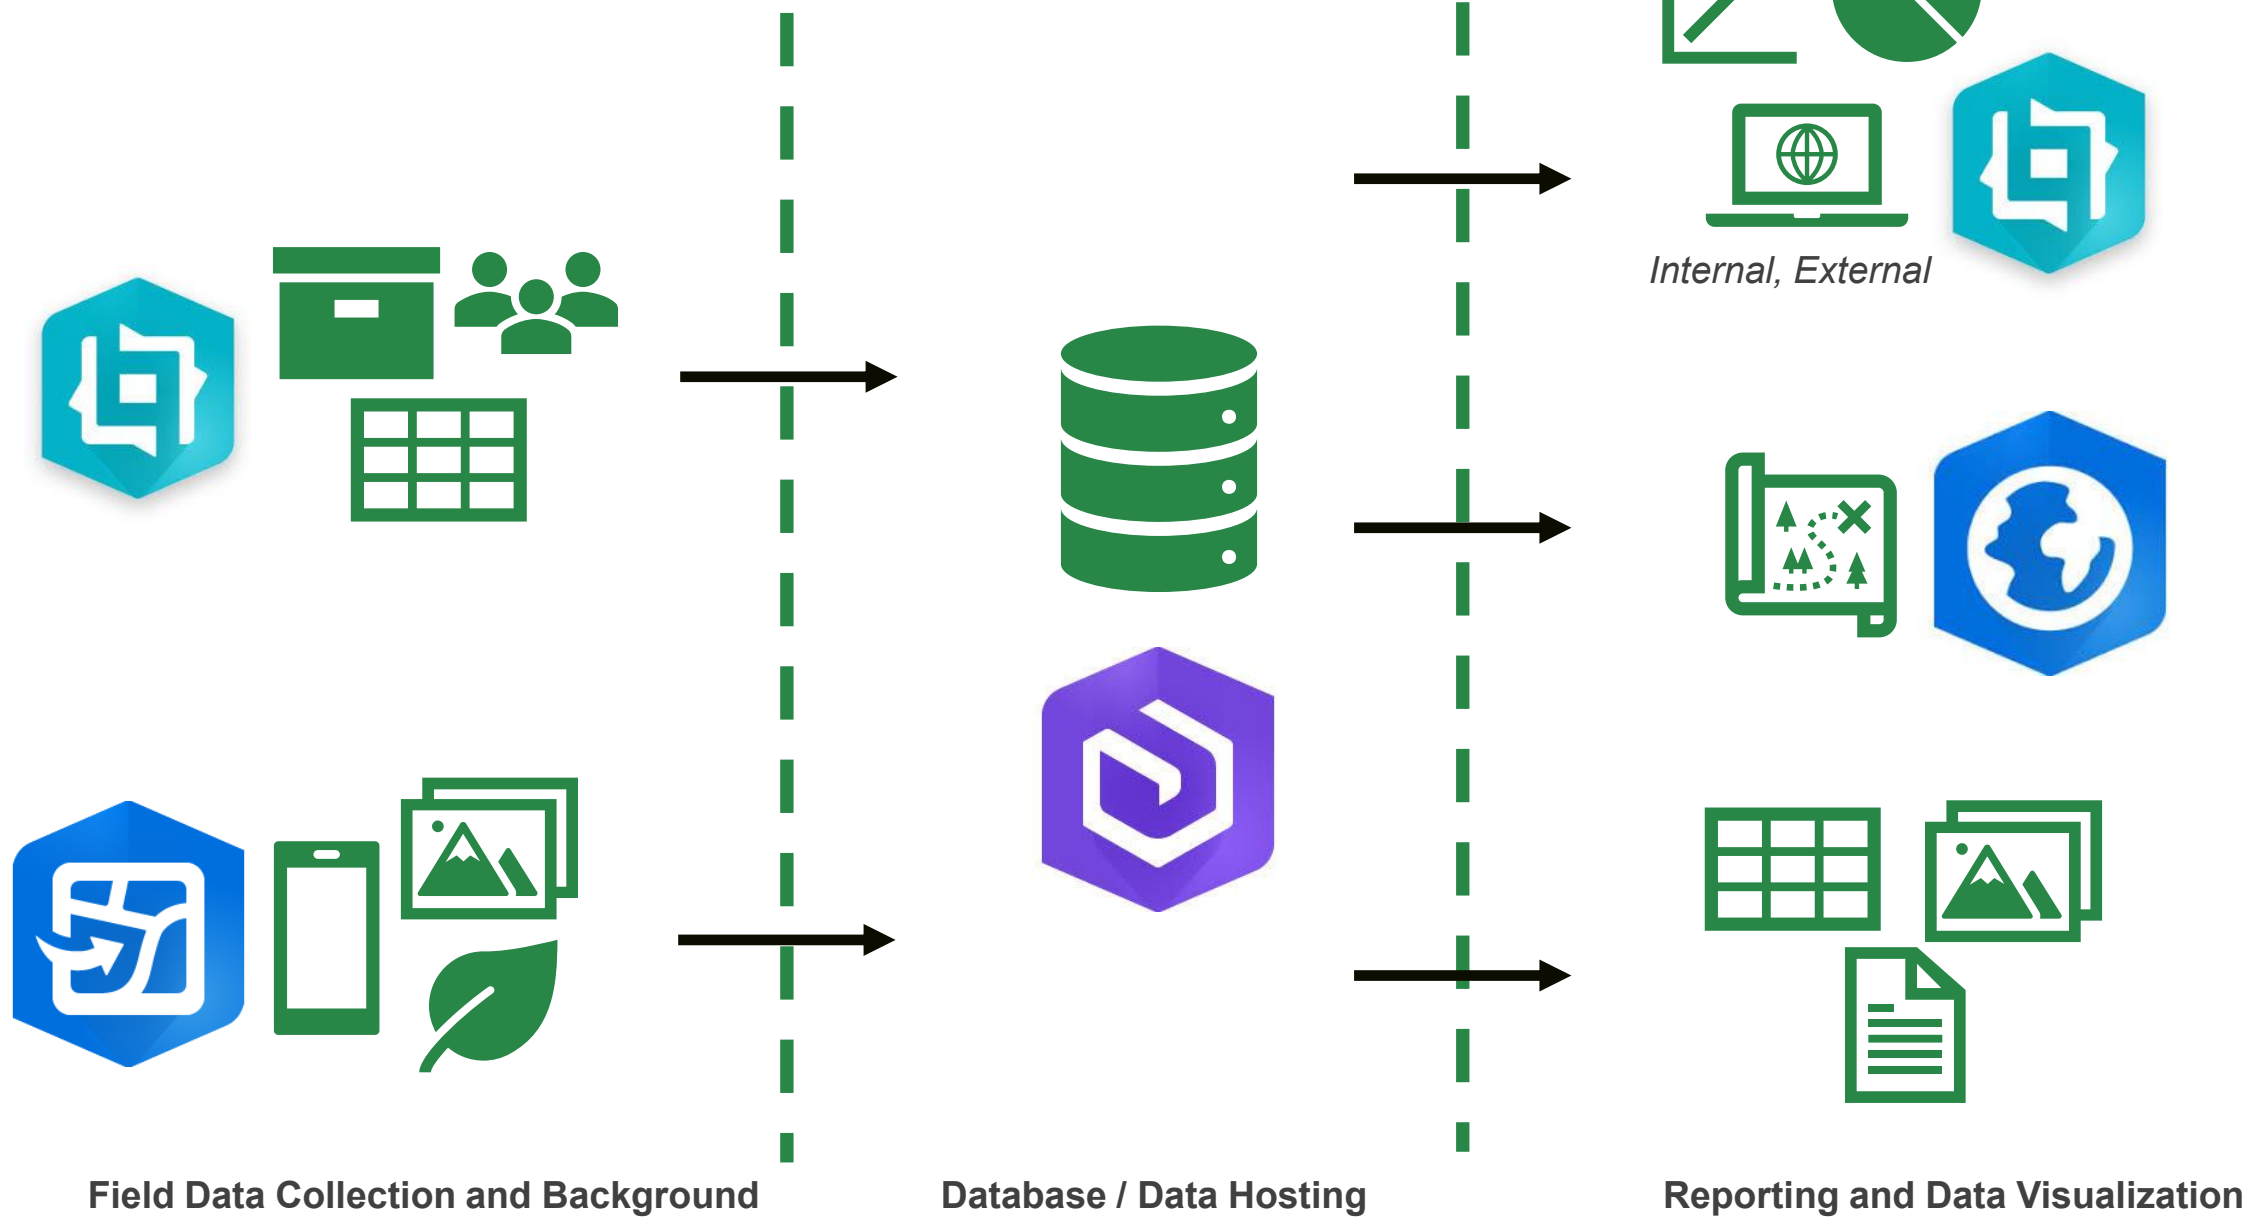 Internal, External
Field Data Collection and Background
Database / Data Hosting
Reporting and Data Visualization